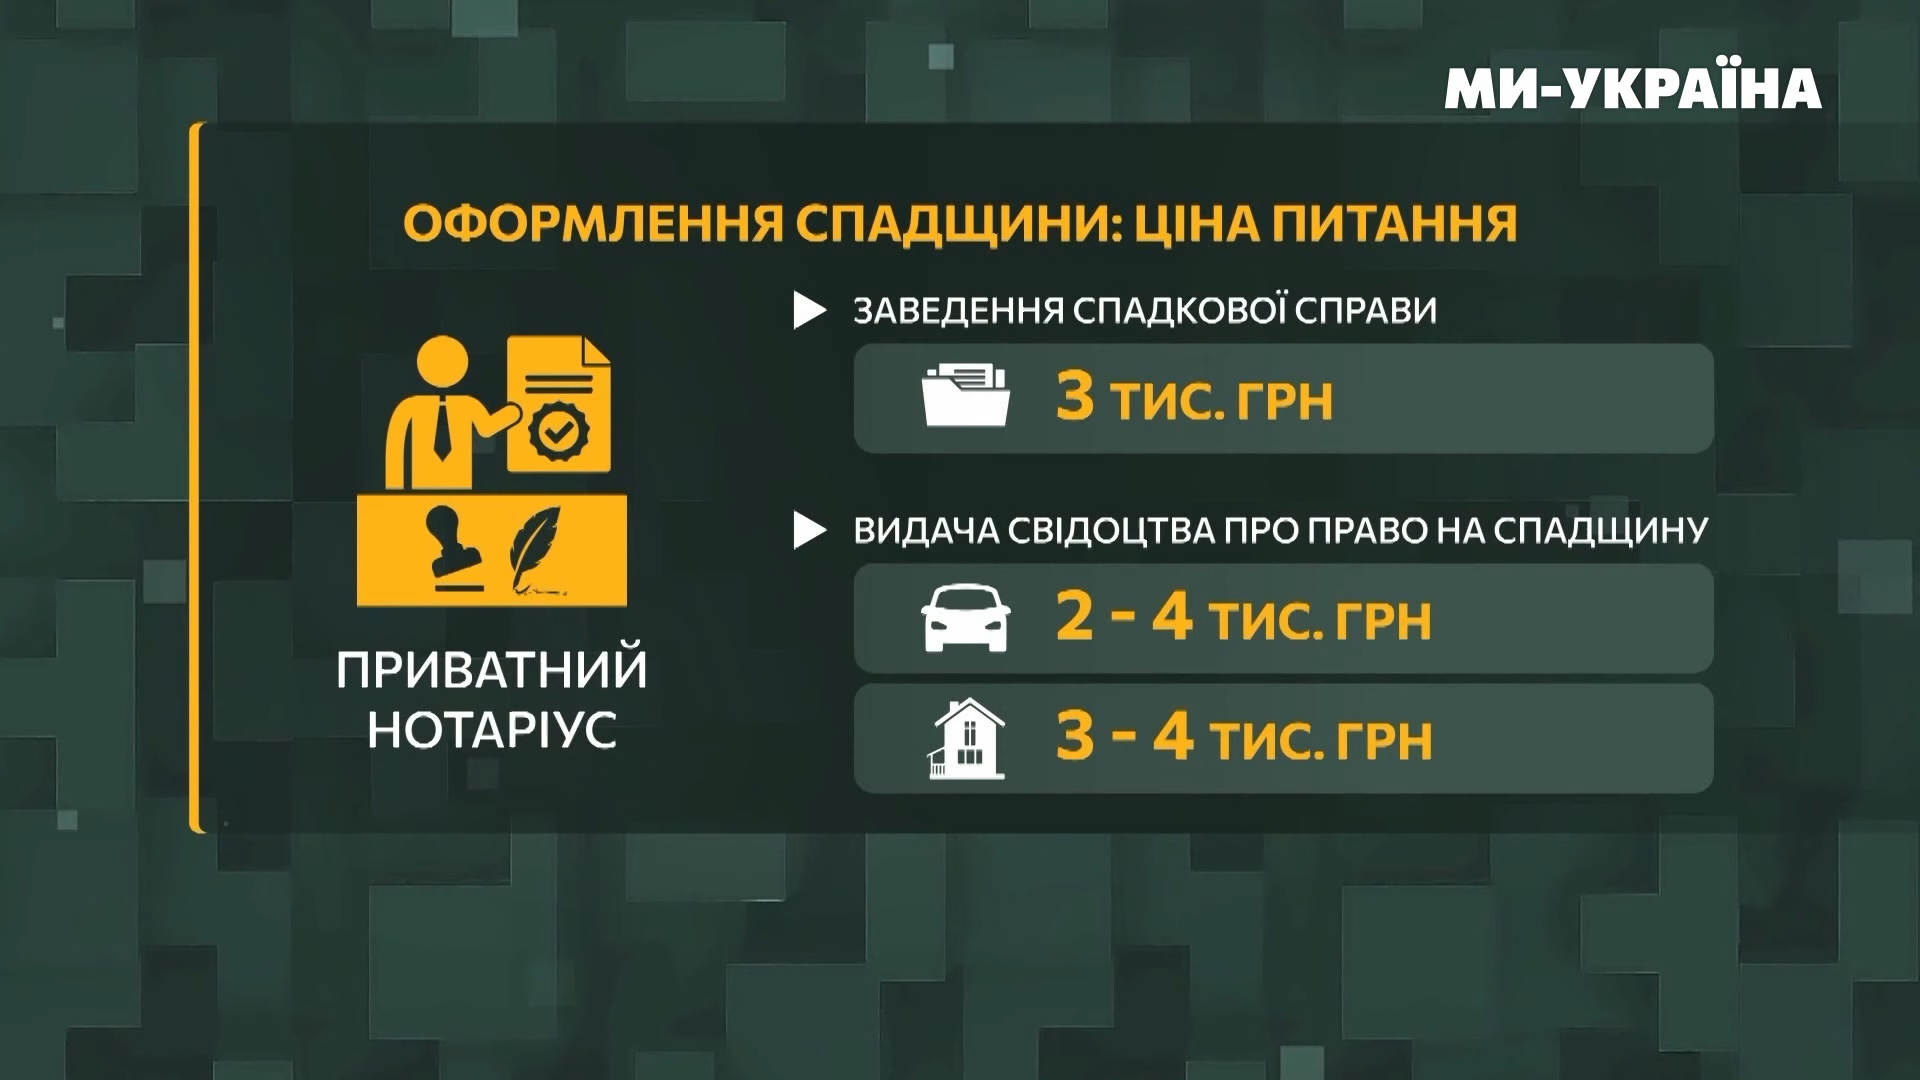 МИ-УКРАЇНА
ОФОРМЛЕННЯ СПАДЩИНИ: ЦІНА ПИТАННЯ
ПРИВАТНИЙ
НОТАРІУС
ЗАВЕДЕННЯ СПАДКОВОЇ СПРАВИ
3 ТИС. ГРН
ВИДАЧА СВІДОЦТВА ПРО ПРАВО НА СПАДЩИНУ
2 - 4 ТИС. ГРН
3 - 4 ТИС. ГРН